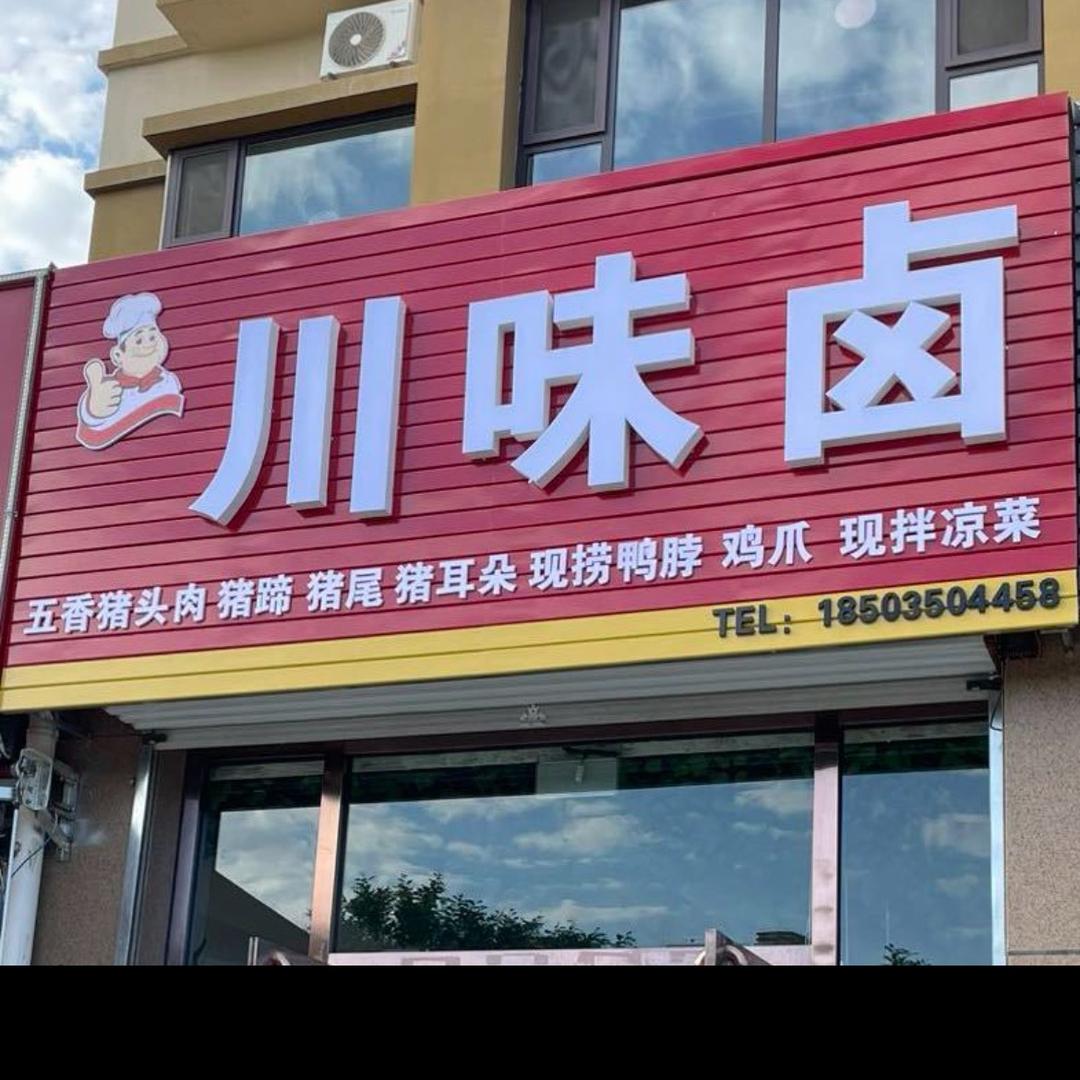 川味卤
五香猪头肉 猪蹄 猪尾 猪耳朵 现捞鸭脖 鸡爪 现拌凉菜
TEL：18503504458